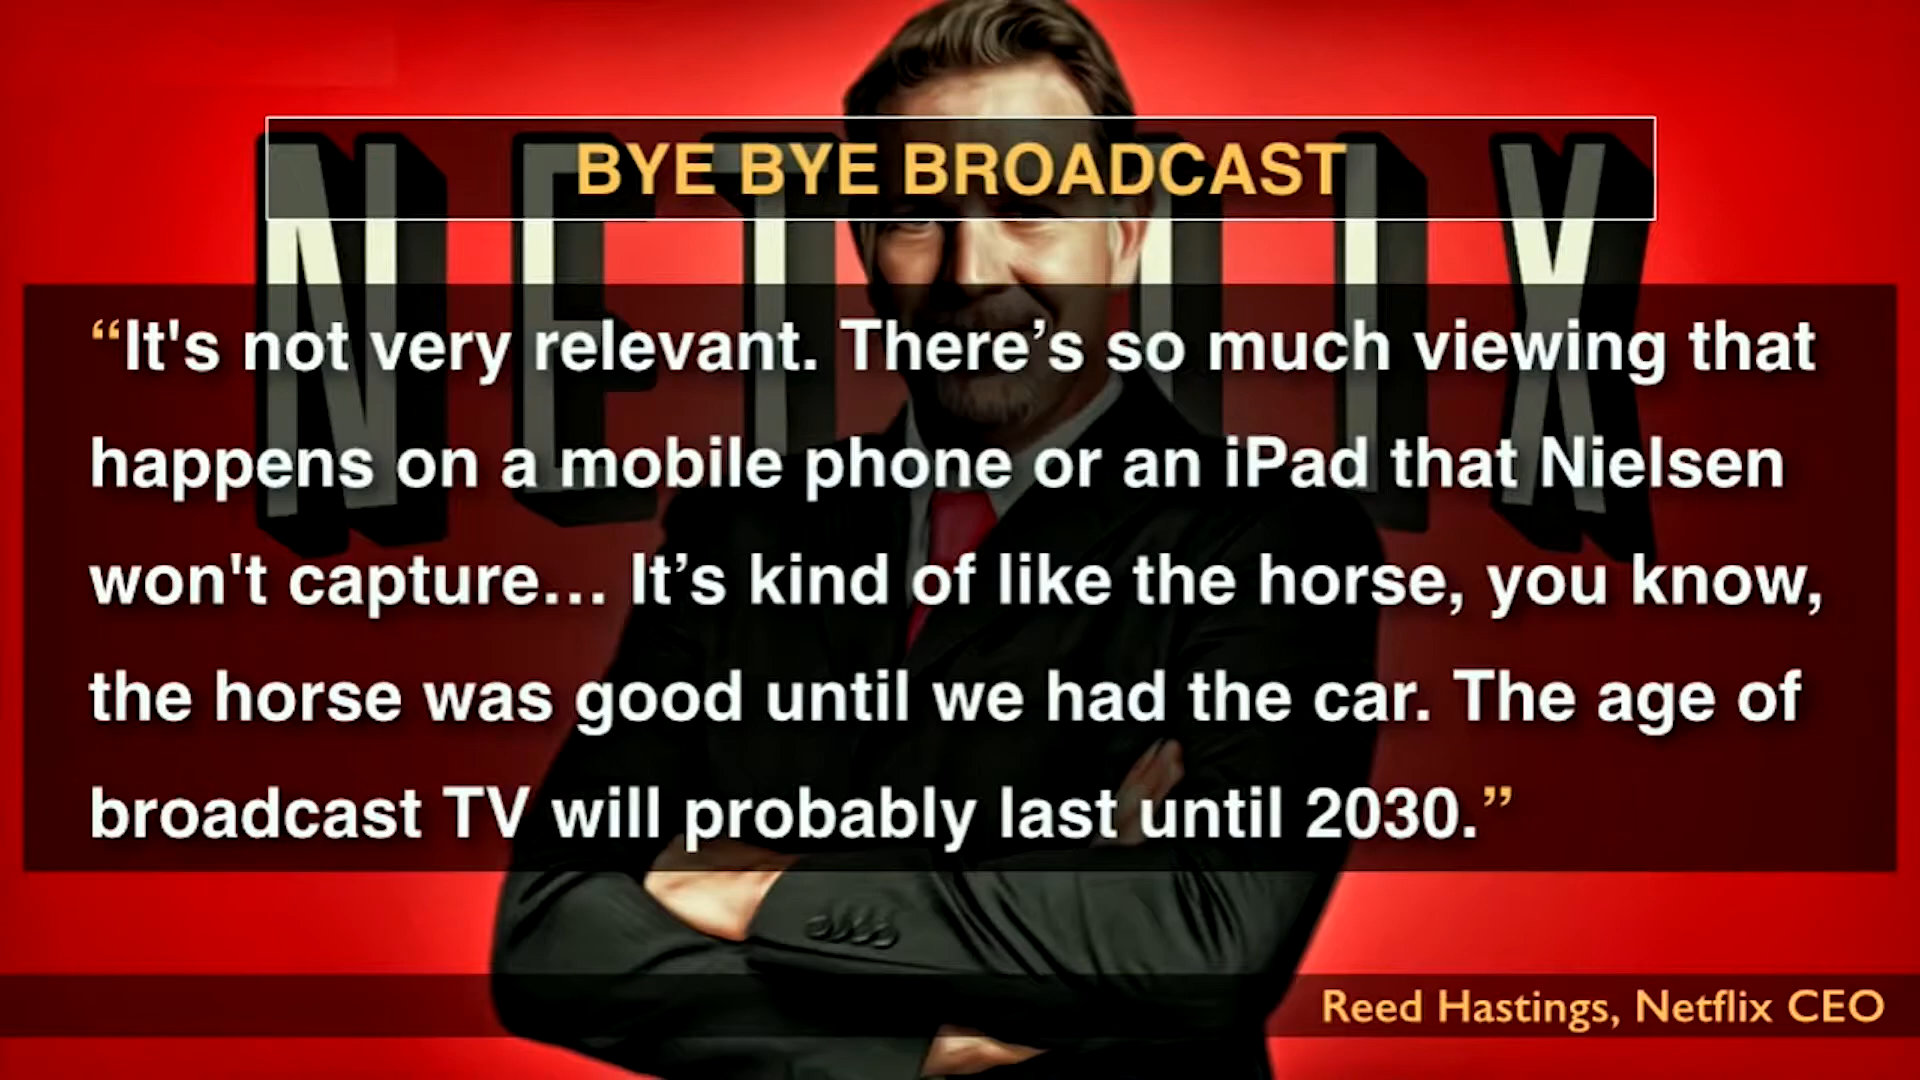 BYE BYE BROADCAST
NETFLIX
“It's not very relevant. There’s so much viewing that
happens on a mobile phone or an iPad that Nielsen
won't capture… It’s kind of like the horse, you know,
the horse was good until we had the car. The age of
broadcast TV will probably last until 2030.”
Reed Hastings, Netflix CEO